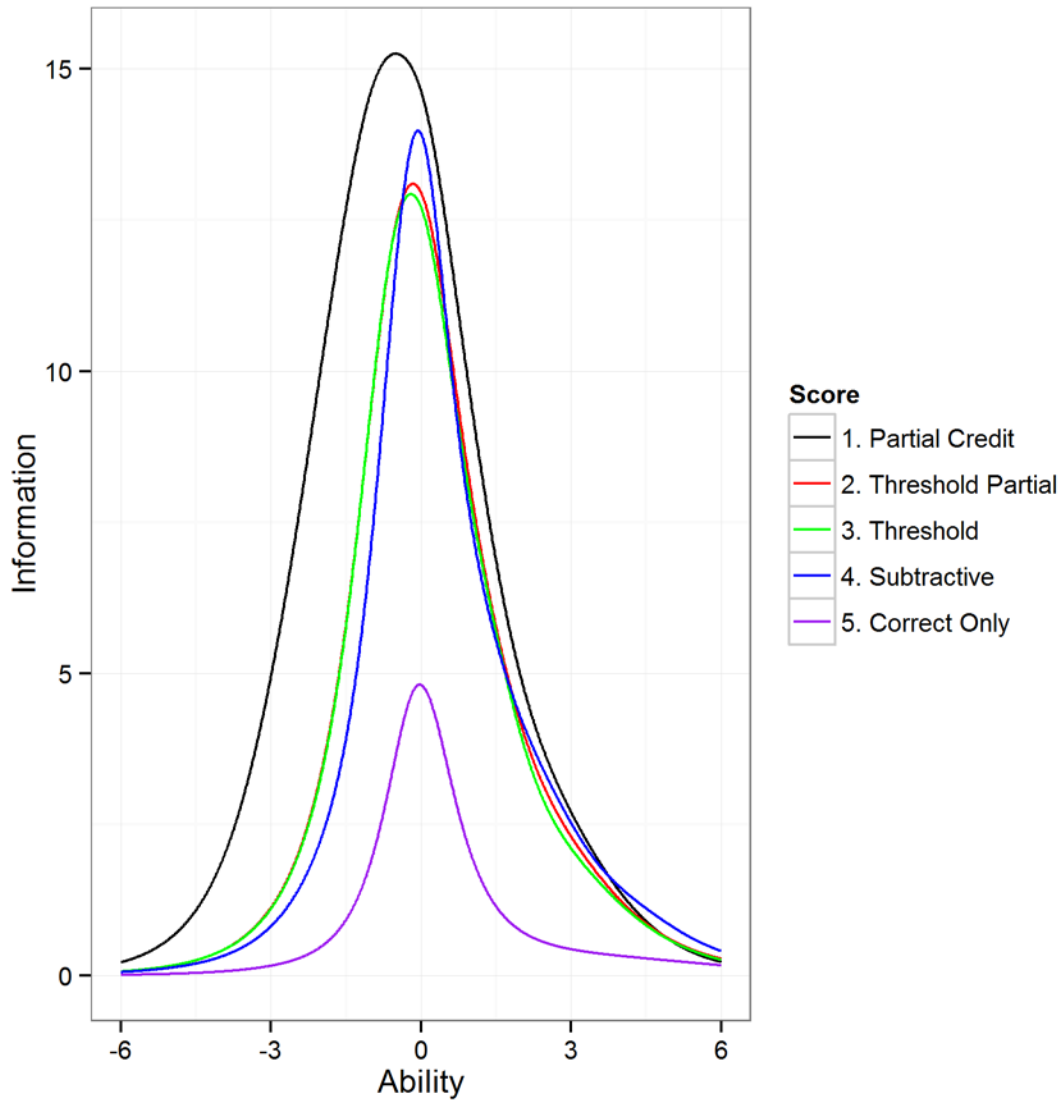 15
10
5
0
-6
-3
0
3
6
Information
Ability
Score
1. Partial Credit
2. Threshold Partial
3. Threshold
4. Subtractive
5. Correct Only